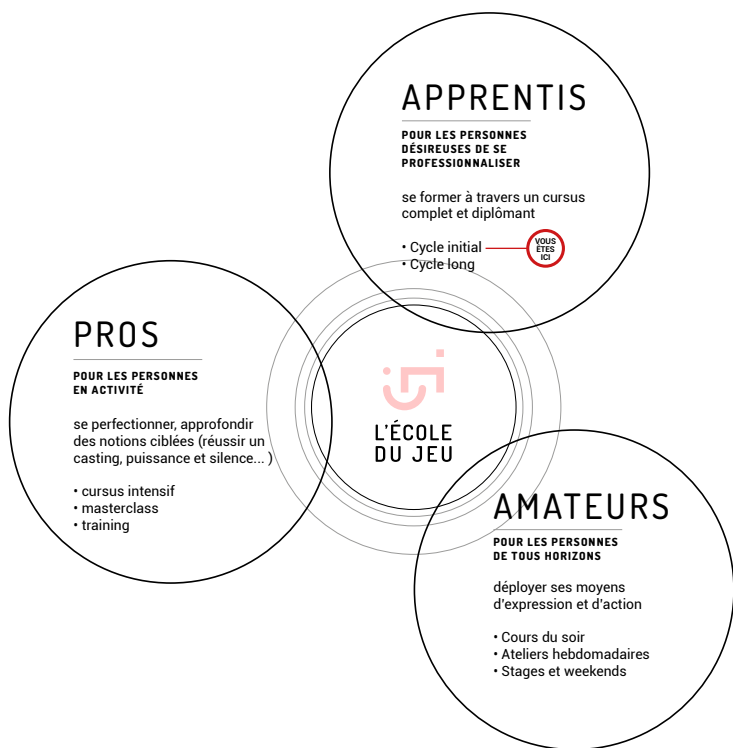 APPRENTIS
POUR LES PERSONNES
DÉSIREUSES DE SE
PROFESSIONNALISER
se former à travers un cursus
complet et diplômant
• Cycle initial
VOUS
ÊTES
ICI
• Cycle long
PROS
POUR LES PERSONNES
EN ACTIVITÉ
se perfectionner, approfondir
des notions ciblées (réussir un
casting, puissance et silence... )
• cursus intensif
• masterclass
• training
L'ÉCOLE
DU JEU
AMATEURS
POUR LES PERSONNES
DE TOUS HORIZONS
déployer ses moyens
d'expression et d'action
• Cours du soir
• Ateliers hebdomadaires
• Stages et weekends